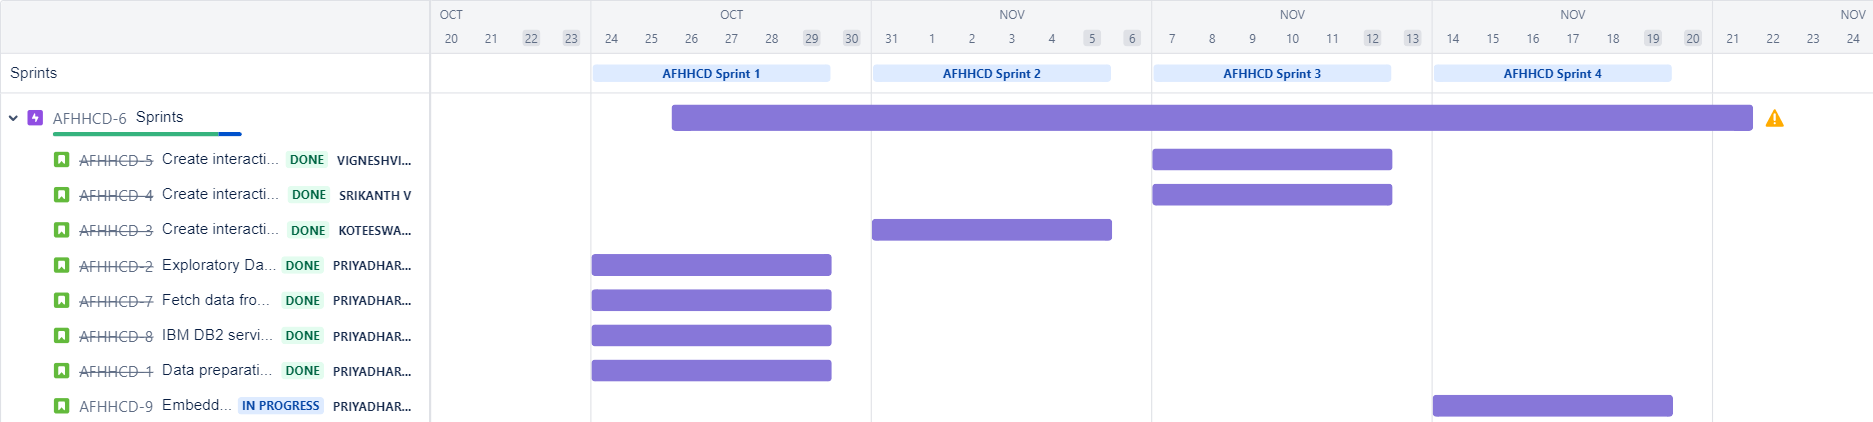 OCT OCT NOV NOV NOV NOV
20 21 22 23 24 25 26 27 28 29 30 31 1 2 3 4 5 6 7 8 9 10 11 12 13 14 15 16 17 18 19 20 21 22 23 24
Sprints AFHHCD Sprint 1 AFHHCD Sprint 2 AFHHCD Sprint 3 AFHHCD Sprint 4
AFHHCD-6 Sprints
AFHHCD-5 Create interacti... DONE VIGNESHVI...
AFHHCD-4 Create interacti... DONE SRIKANTH V
AFHHCD-3 Create interacti... DONE KOTEESWA...
AFHHCD-2 Exploratory Da... DONE PRIYADHAR...
AFHHCD-7 Fetch data fro... DONE PRIYADHAR...
AFHHCD-8 IBM DB2 servi... DONE PRIYADHAR...
AFHHCD-1 Data preparati... DONE PRIYADHAR...
AFHHCD-9 Embedd... IN PROGRESS PRIYADHAR...